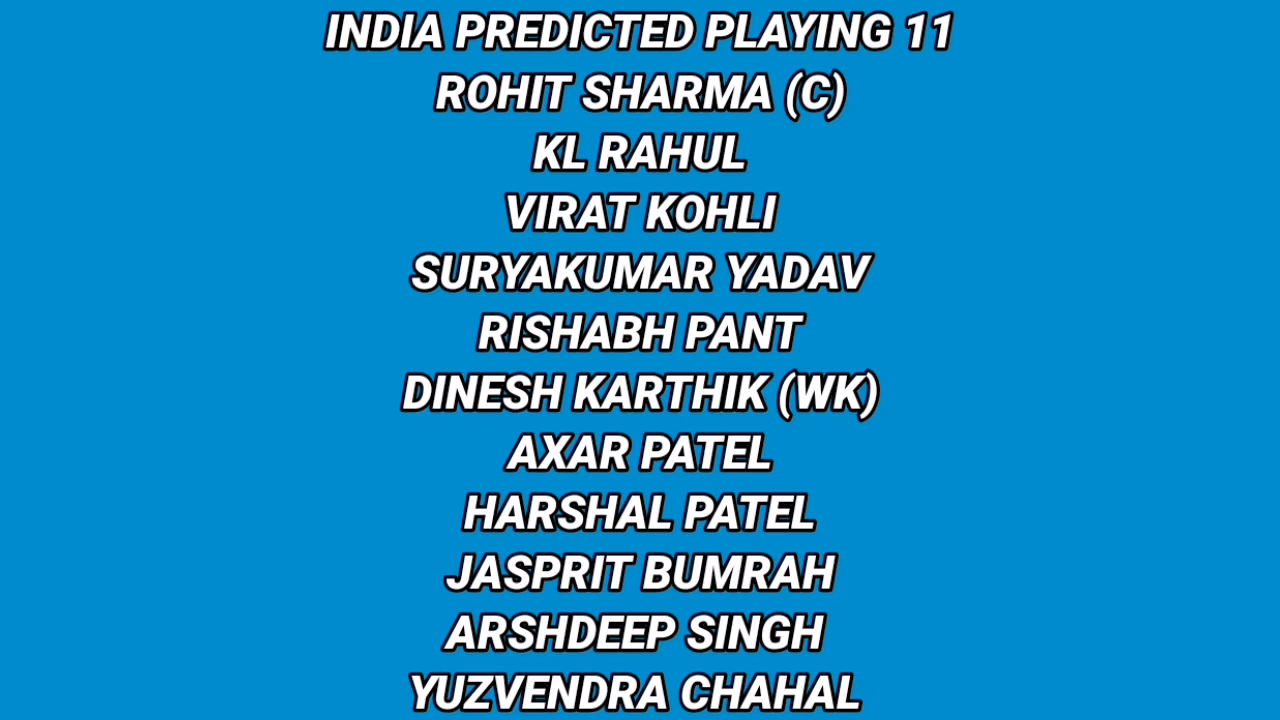 INDIA PREDICTED PLAYING 11
ROHIT SHARMA (C)
KL RAHUL
VIRAT KOHLI
SURYAKUMAR YADAV
RISHABH PANT
DINESH KARTHIK (WK)
AXAR PATEL
HARSHAL PATEL
JASPRIT BUMRAH
ARSHDEEP SINGH
YUZVENDRA CHAHAL